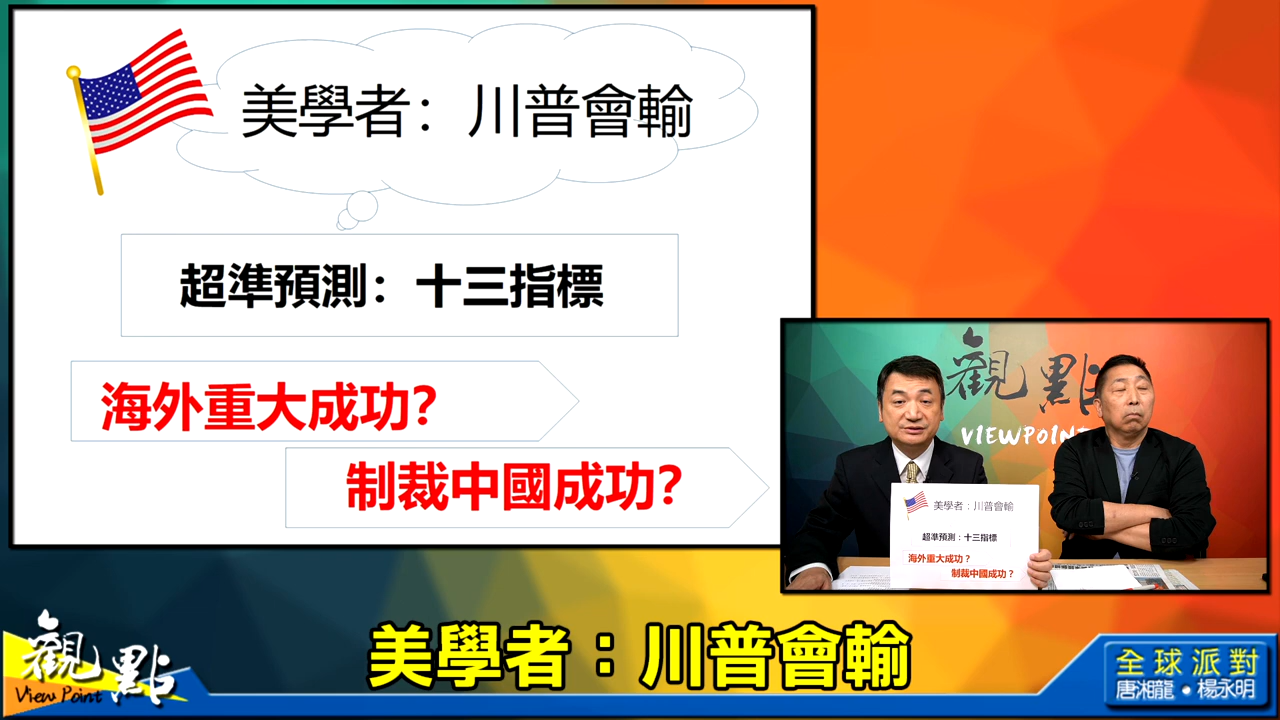 美學者：川普會輸
超準預測：十三指標
海外重大成功？
制裁中國成功？
觀點
VIEWPOINT
美學者：川普會輸
超準預測：十三指標
海外重大成功？
制裁中國成功？
觀點
View Point
美學者：川普會輸
全球派對
唐湘龍•楊永明